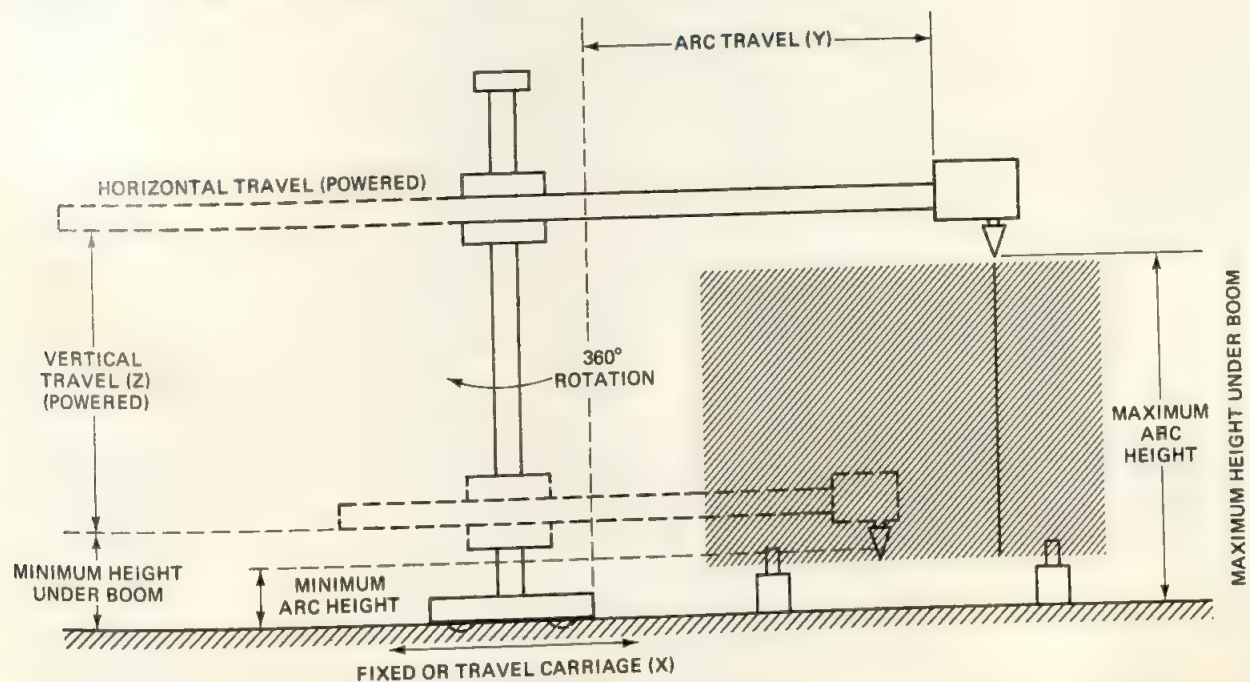 ARC TRAVEL (Y)
HORIZONTAL TRAVEL (POWERED)
VERTICAL
TRAVEL (Z)
(POWERED)
360°
ROTATION
MAXIMUM
ARC
HEIGHT
MAXIMUM HEIGHT UNDER BOOM
MINIMUM HEIGHT
UNDER BOOM
MINIMUM
ARC HEIGHT
FIXED OR TRAVEL CARRIAGE (X)